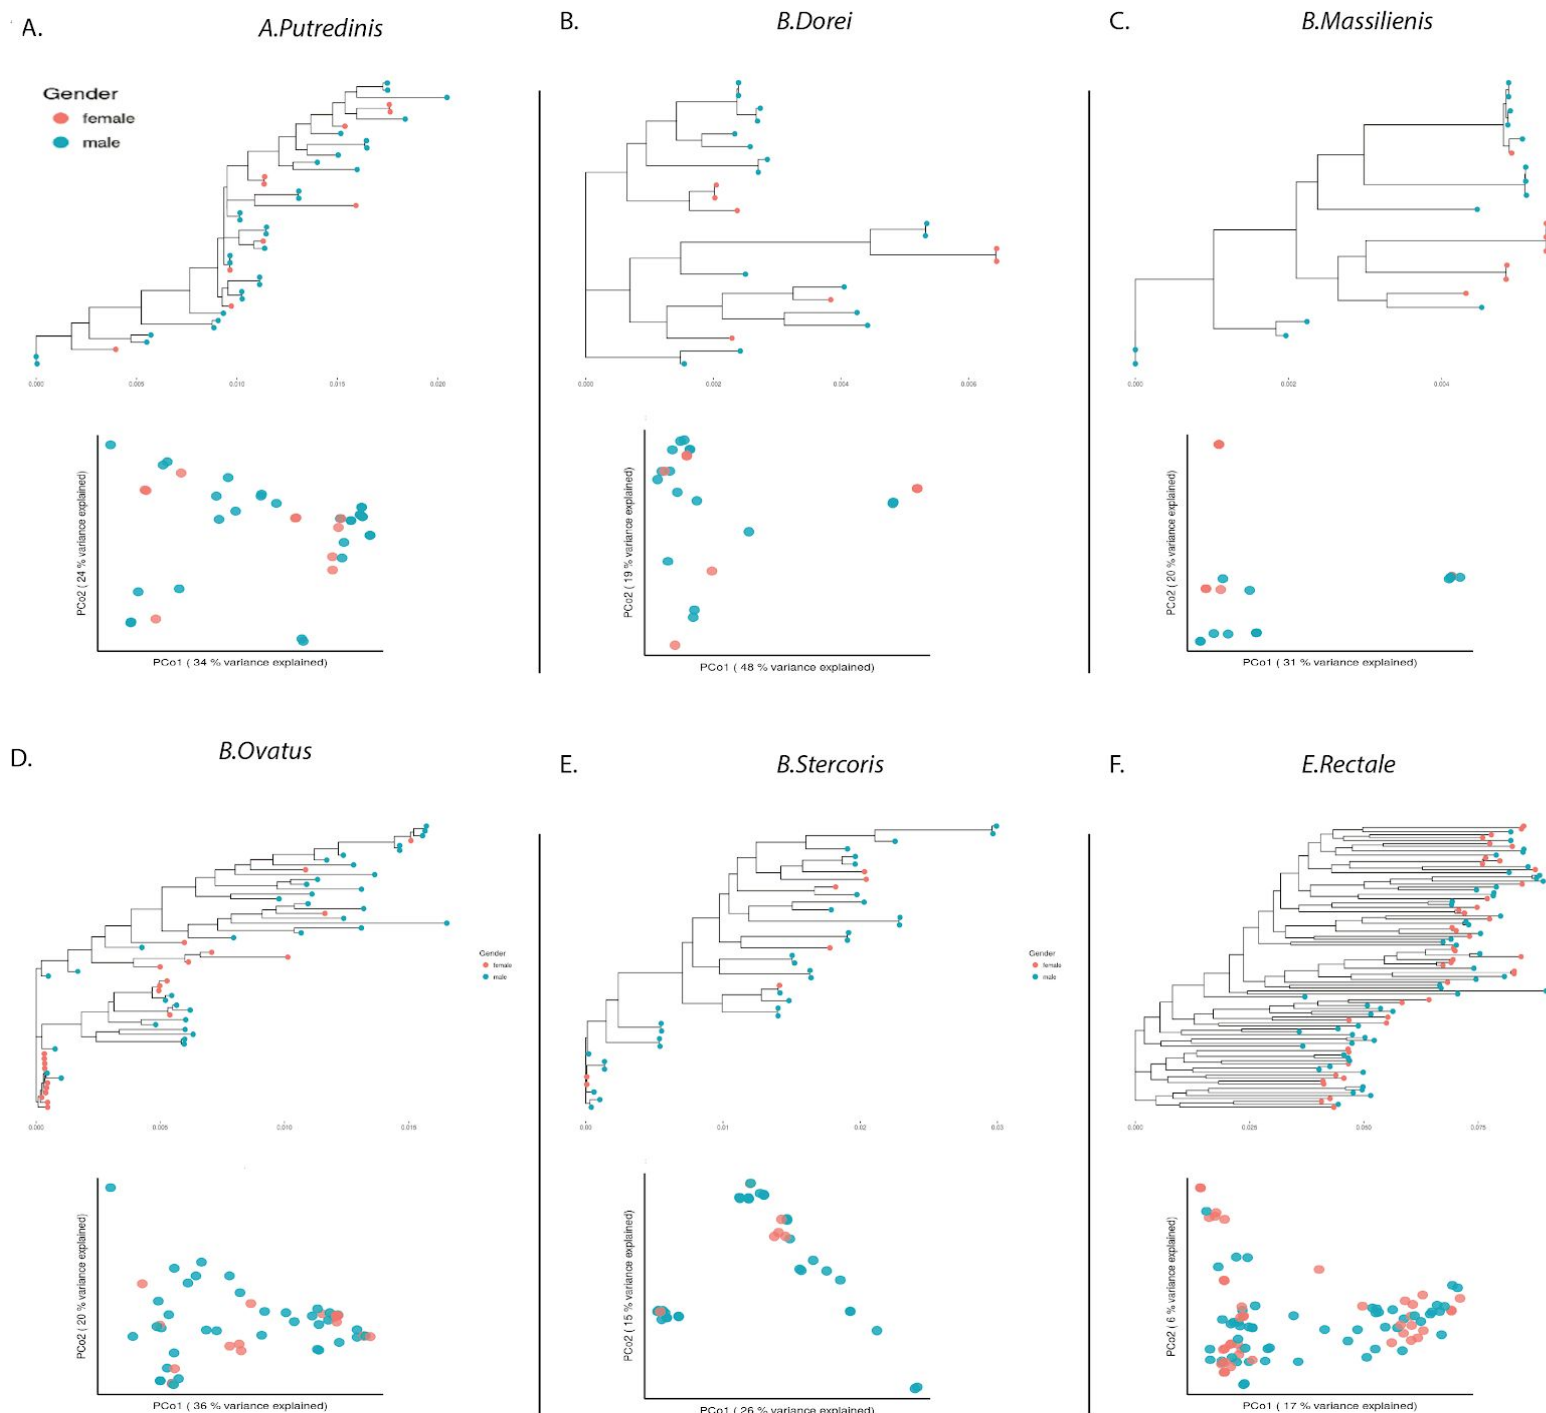 A.
A.Putredinis
B.
B.Dorei
C.
B.Massilienis
Gender
female
male
0.000
0.005
0.010
0.015
0.020
0.000
0.002
0.004
0.006
0.000
0.002
0.004
PCo2 ( 24 % variance explained)
PCo1 ( 34 % variance explained)
PCo2 ( 19 % variance explained)
PCo1 ( 48 % variance explained)
PCo2 ( 20 % variance explained)
PCo1 ( 31 % variance explained)
D.
B.Ovatus
E.
B.Stercoris
F.
E.Rectale
Gender
female
male
Gender
female
male
0.000
0.005
0.010
0.015
0.00
0.01
0.02
0.03
0.000
0.025
0.050
0.075
PCo2 ( 20 % variance explained)
PCo1 ( 36 % variance explained)
PCo2 ( 15 % variance explained)
PCo1 ( 26 % variance explained)
PCo2 ( 6 % variance explained)
PCo1 ( 17 % variance explained)